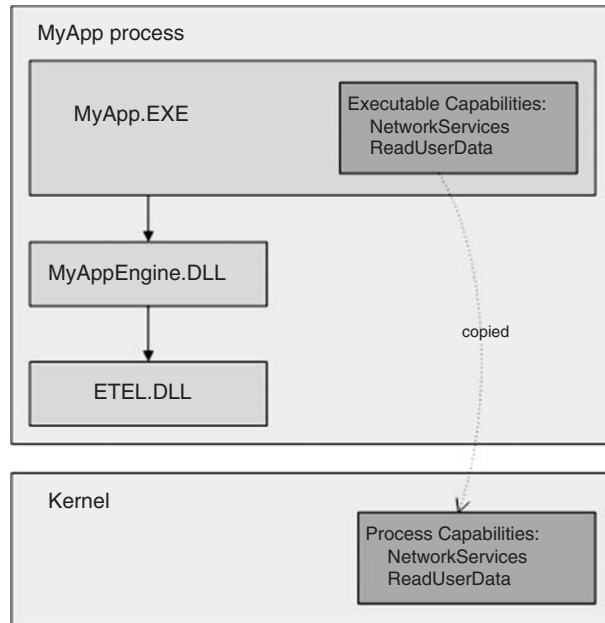 MyApp process
MyApp.EXE
Executable Capabilities:
NetworkServices
ReadUserData
MyAppEngine.DLL
copied
ETEL.DLL
Kernel
Process Capabilities:
NetworkServices
ReadUserData